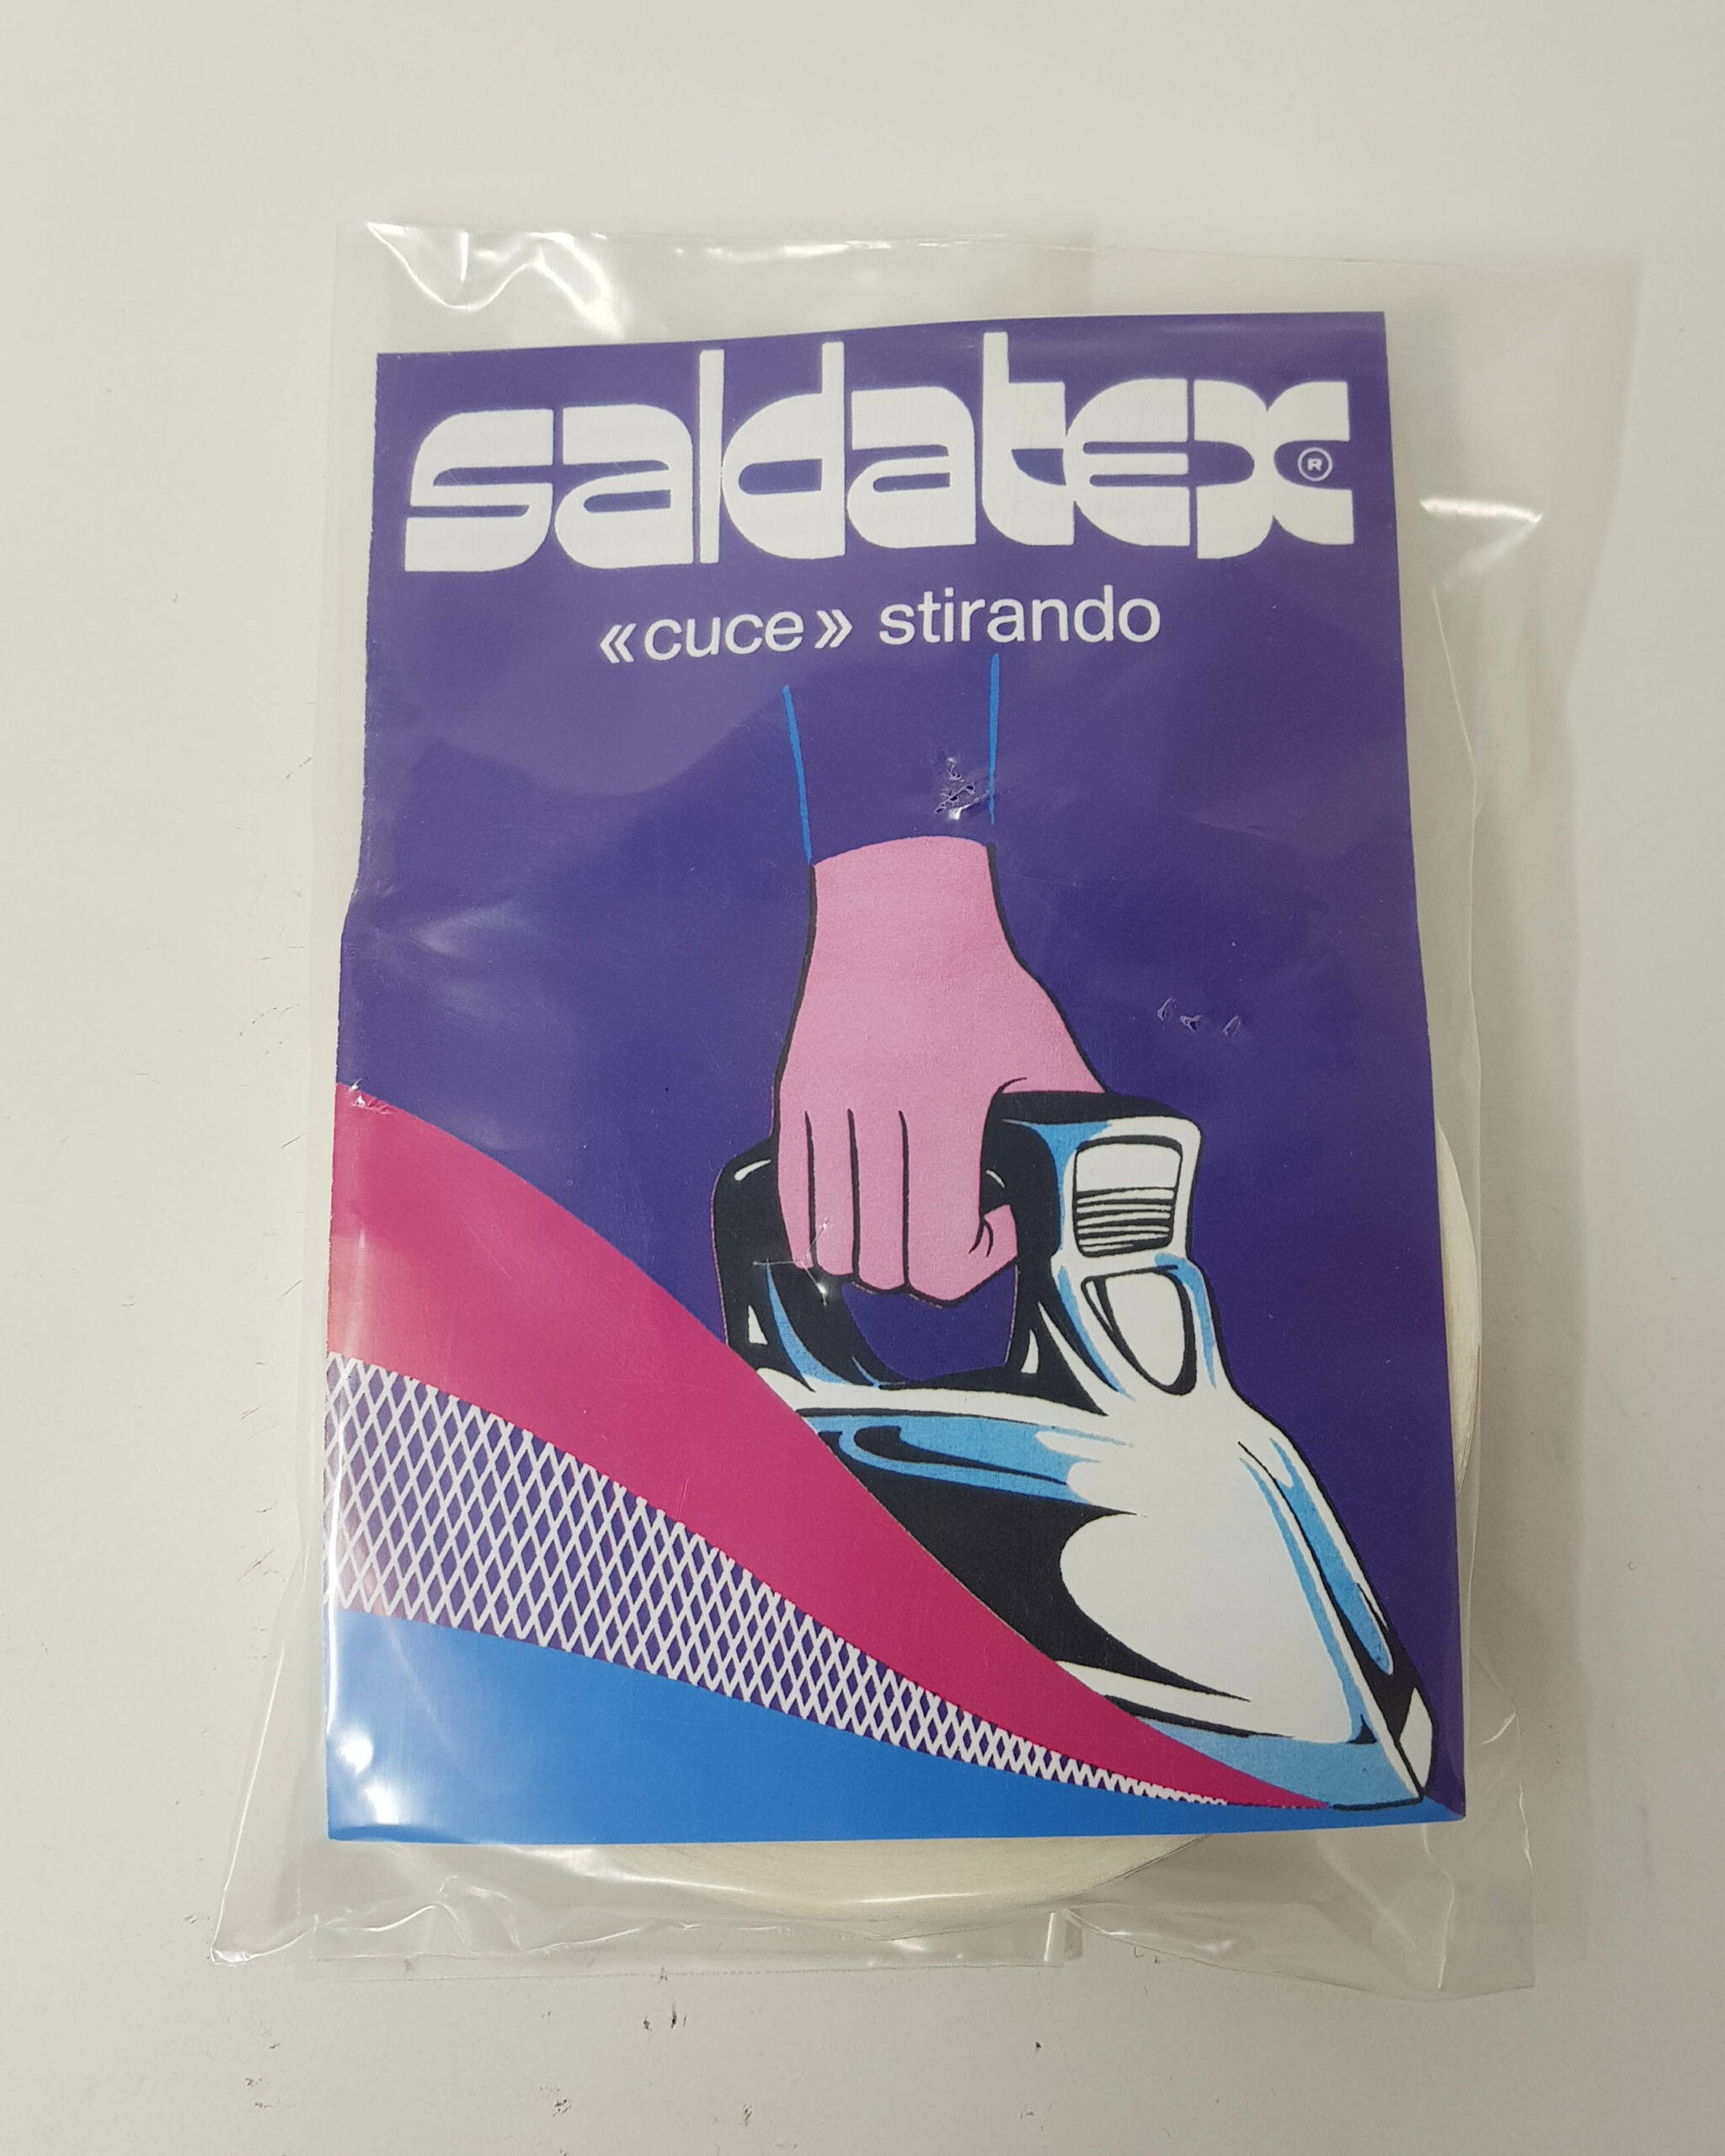 saldatex®
«cuce» stirando